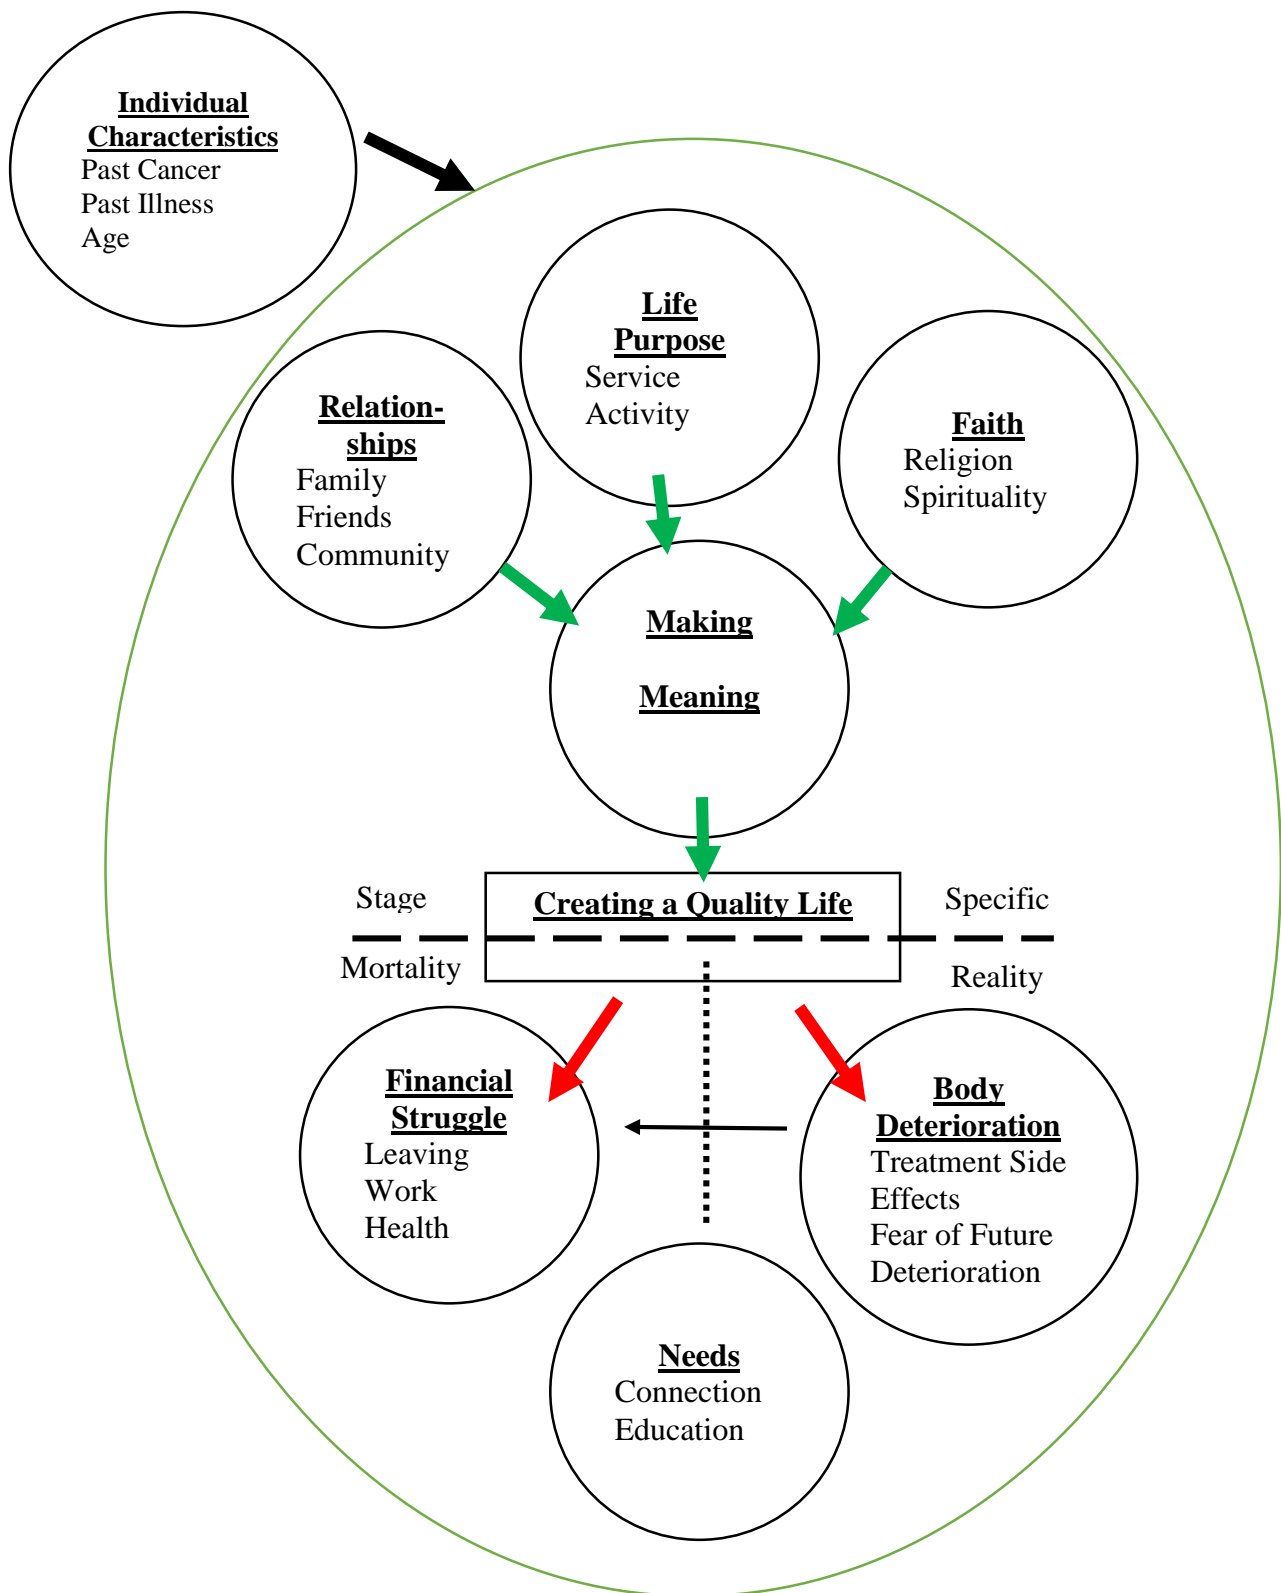 Individual
Characteristics
Past Cancer
Past Illness
Age
Life
Purpose
Service
Activity
Relation-
ships
Family
Friends
Community
Faith
Religion
Spirituality
Making
Meaning
Stage
Creating a Quality Life
Specific
Mortality
Reality
Financial
Struggle
Leaving
Work
Health
Body
Deterioration
Treatment Side
Effects
Fear of Future
Deterioration
Needs
Connection
Education